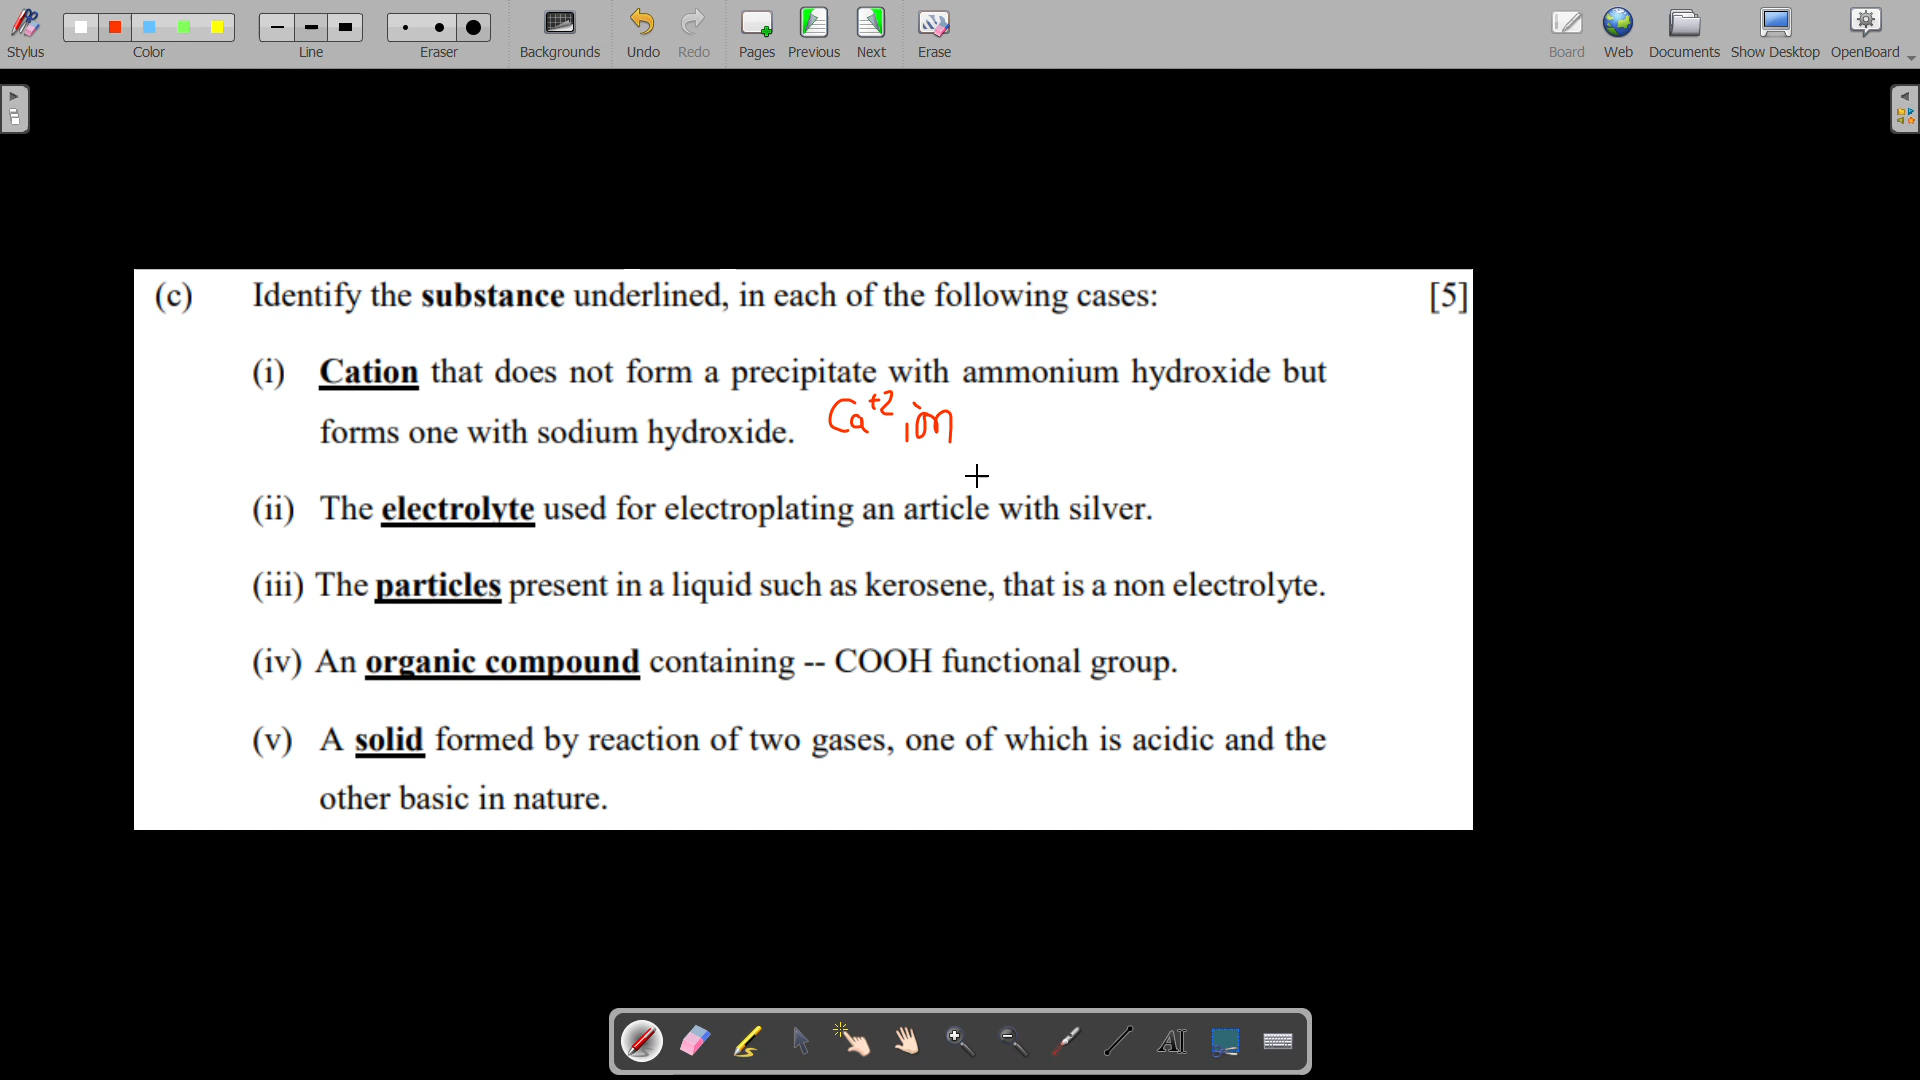 Stylus Color Line Eraser Backgrounds Undo Redo Pages Previous Next Erase Board Web Documents Show Desktop OpenBoard
(c) Identify the substance underlined, in each of the following cases: [5]
(i) Cation that does not form a precipitate with ammonium hydroxide but
forms one with sodium hydroxide. Ca+2 ion
(ii) The electrolyte used for electroplating an article with silver.
(iii) The particles present in a liquid such as kerosene, that is a non electrolyte.
(iv) An organic compound containing -- COOH functional group.
(v) A solid formed by reaction of two gases, one of which is acidic and the
other basic in nature.
AI